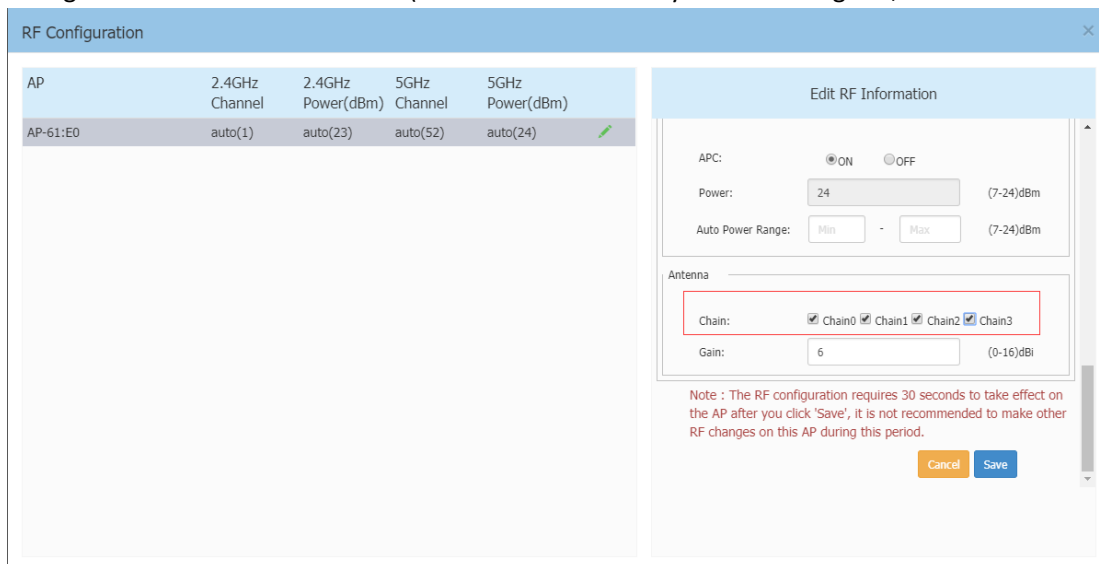 RF Configuration ×
AP 2.4GHz Channel 2.4GHz Power(dBm) 5GHz Channel 5GHz Power(dBm)
AP-61:E0 auto(1) auto(23) auto(52) auto(24)
Edit RF Information
APC: ON OFF
Power: 24 (7-24)dBm
Auto Power Range: Min - Max (7-24)dBm
Antenna
Chain: Chain0 Chain1 Chain2 Chain3
Gain: 6 (0-16)dBi
Note : The RF configuration requires 30 seconds to take effect on
the AP after you click 'Save', it is not recommended to make other
RF changes on this AP during this period.
Cancel Save